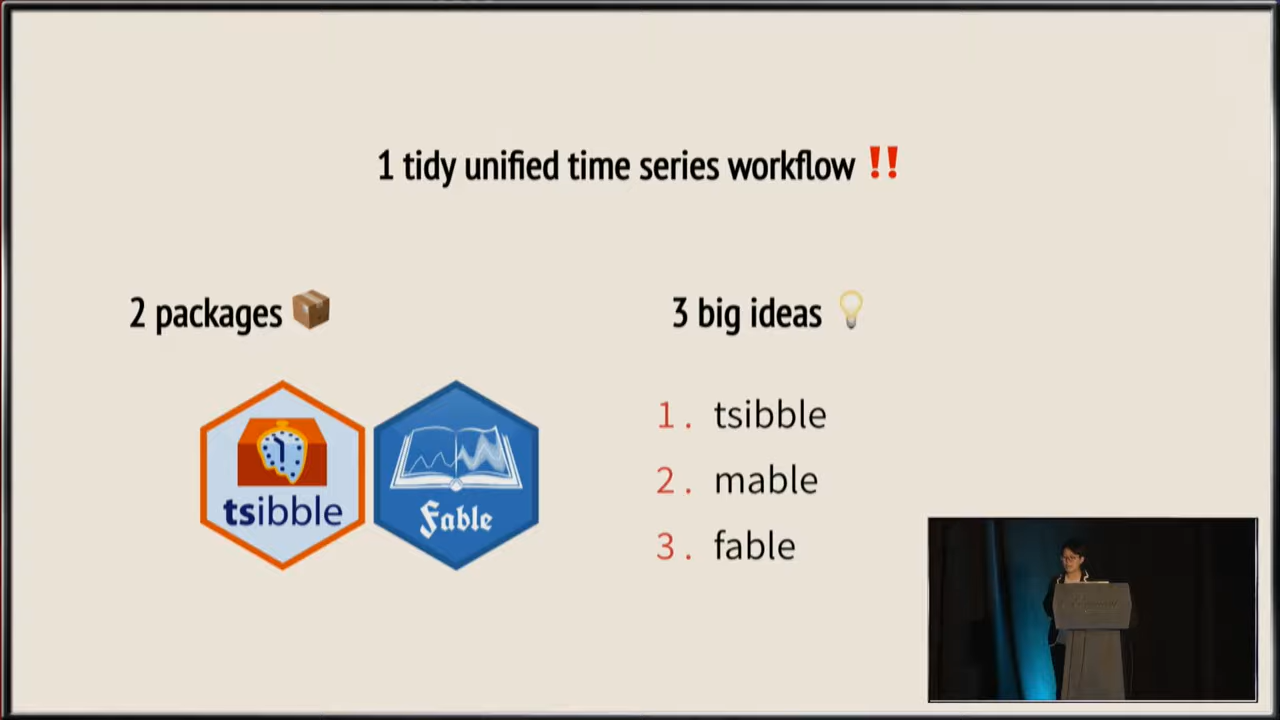 1 tidy unified time series workflow ‼️
2 packages 📦
tsibble
Fable
3 big ideas 💡
1. tsibble
2. mable
3. fable